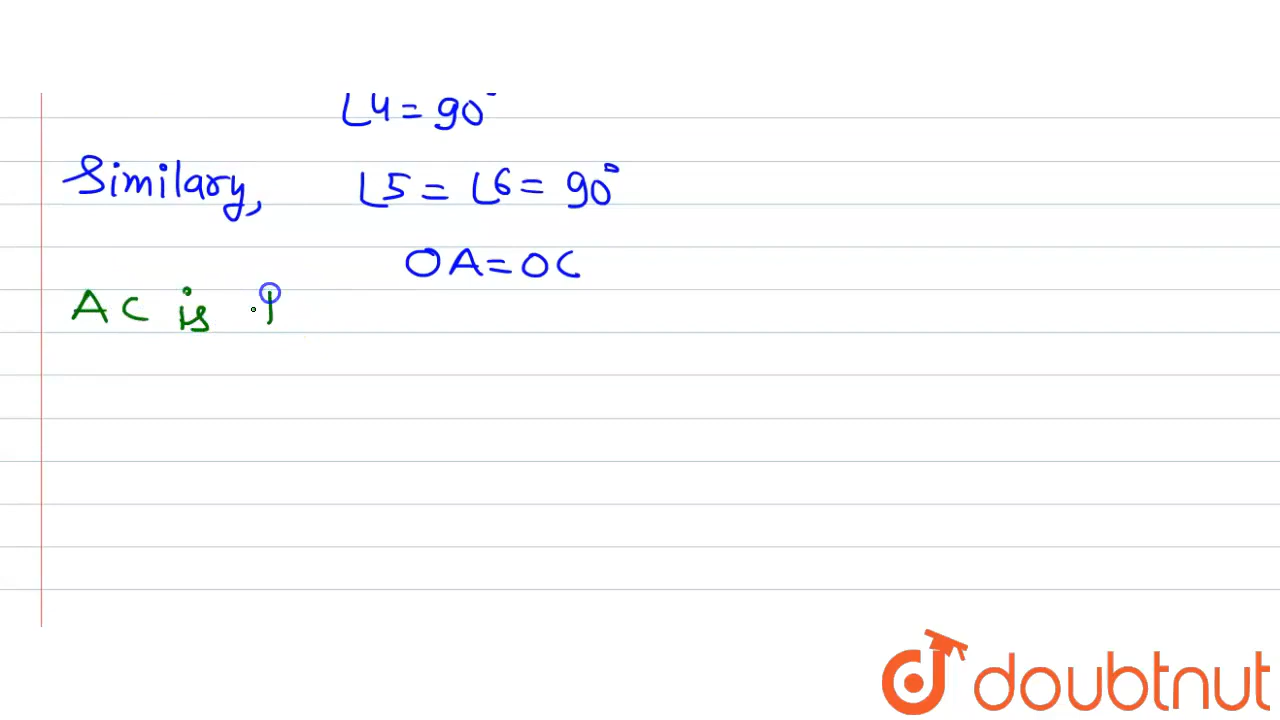 ∠4 = 90°
Similary, ∠5 = ∠6 = 90°
OA = OC
AC is
doubtnut